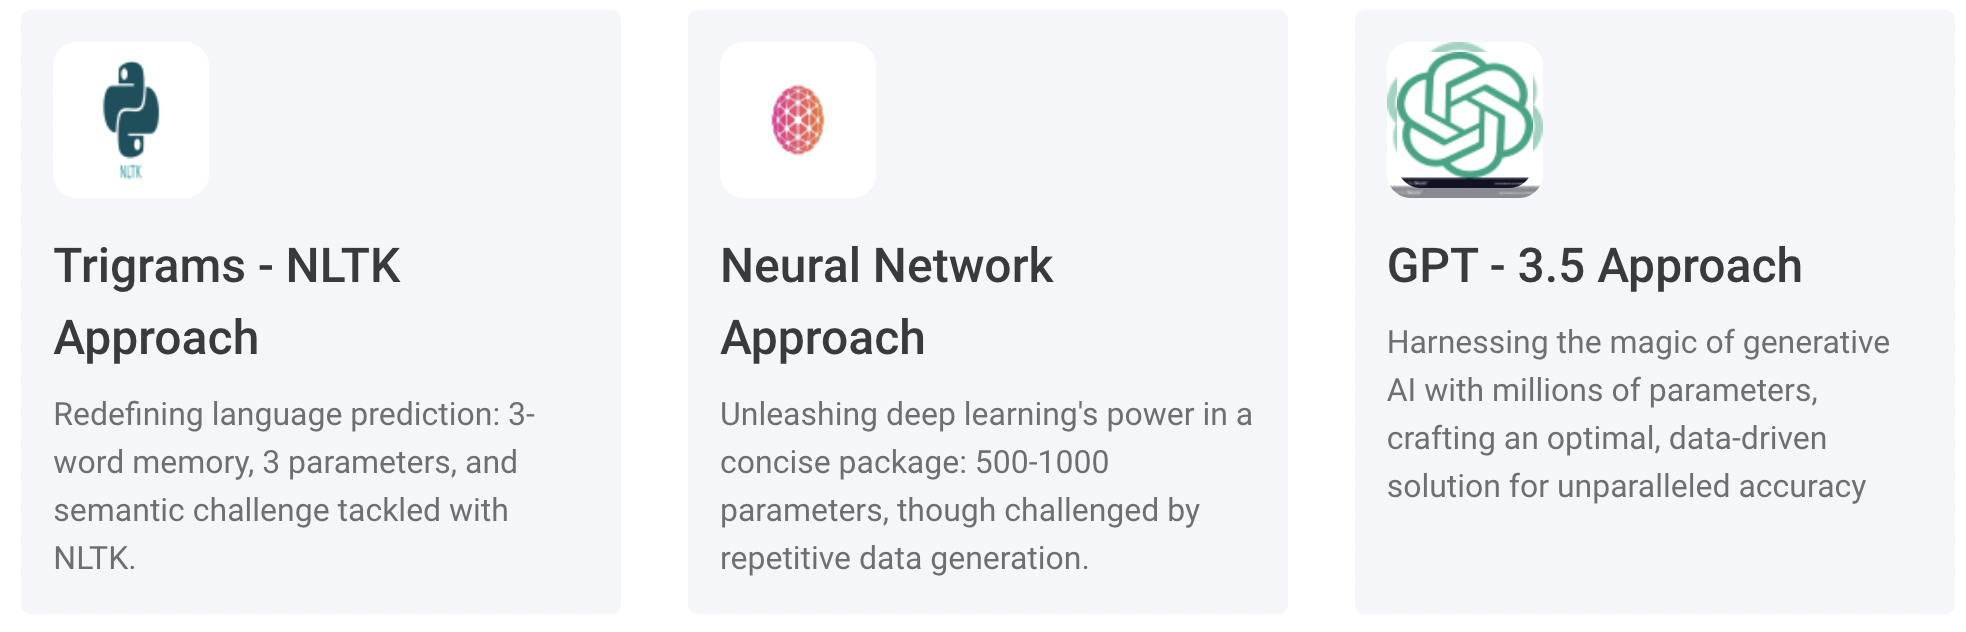 NLTK
Trigrams - NLTK
Approach
Redefining language prediction: 3-
word memory, 3 parameters, and
semantic challenge tackled with
NLTK.
Neural Network
Approach
Unleashing deep learning's power in a
concise package: 500-1000
parameters, though challenged by
repetitive data generation.
GPT - 3.5 Approach
Harnessing the magic of generative
AI with millions of parameters,
crafting an optimal, data-driven
solution for unparalleled accuracy